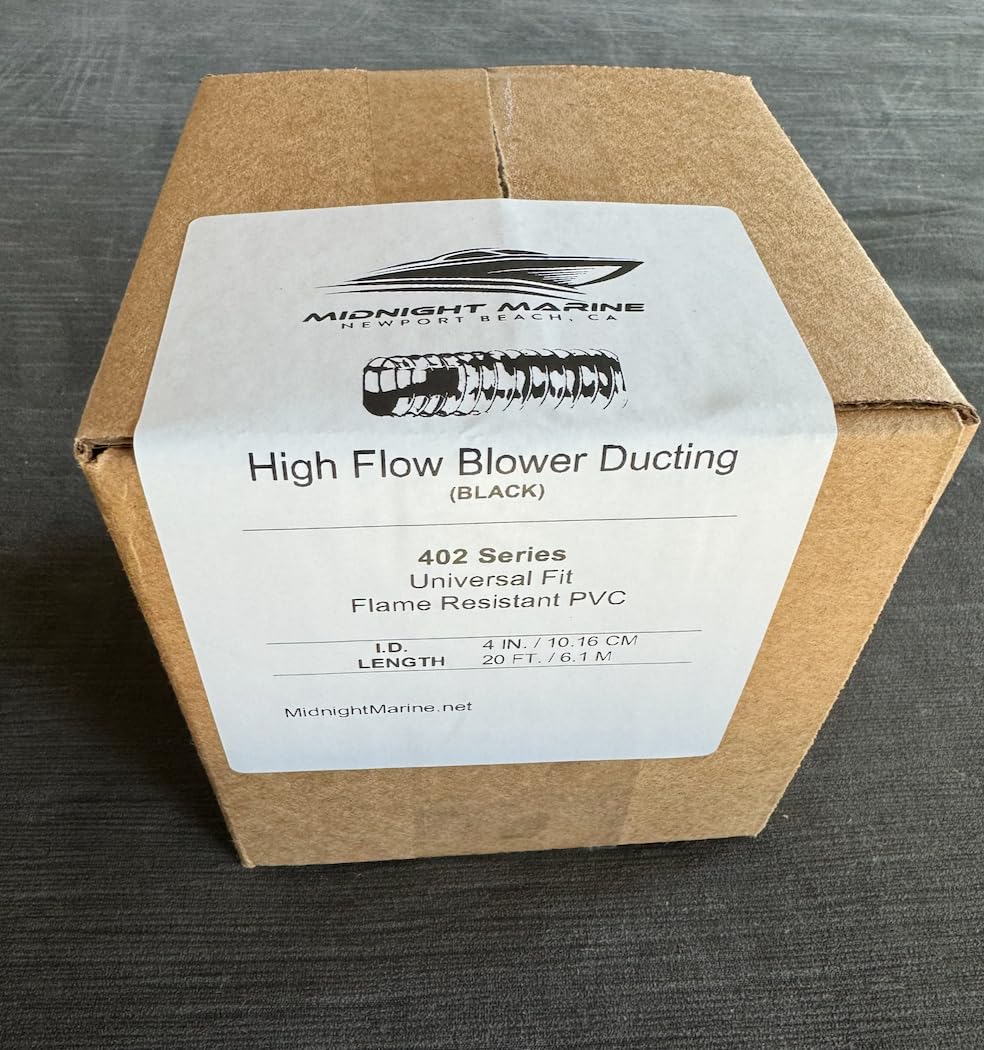 MIDNIGHT MARINE
NEWPORT BEACH, CA
High Flow Blower Ducting
(BLACK)
402 Series
Universal Fit
Flame Resistant PVC
I.D. 4 IN. / 10.16 CM
LENGTH 20 FT. / 6.1 M
MidnightMarine.net